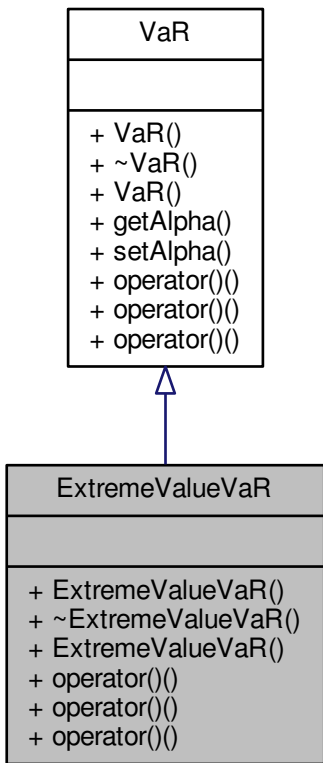 VaR
+ VaR()
+ ~VaR()
+ VaR()
+ getAlpha()
+ setAlpha()
+ operator()()
+ operator()()
+ operator()()
ExtremeValueVaR
+ ExtremeValueVaR()
+ ~ExtremeValueVaR()
+ ExtremeValueVaR()
+ operator()()
+ operator()()
+ operator()()